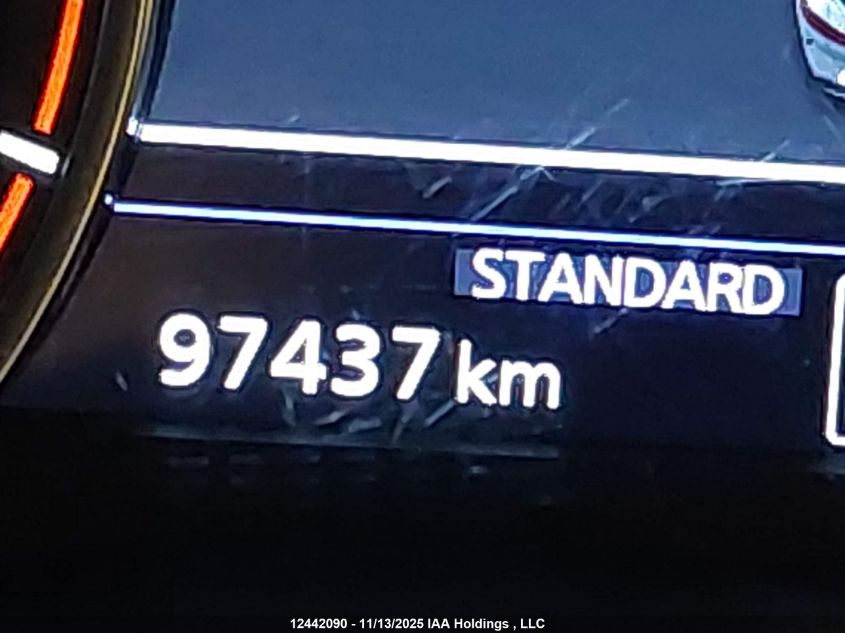 STANDARD
97437 km
12442090 - 11/13/2025 IAA Holdings , LLC